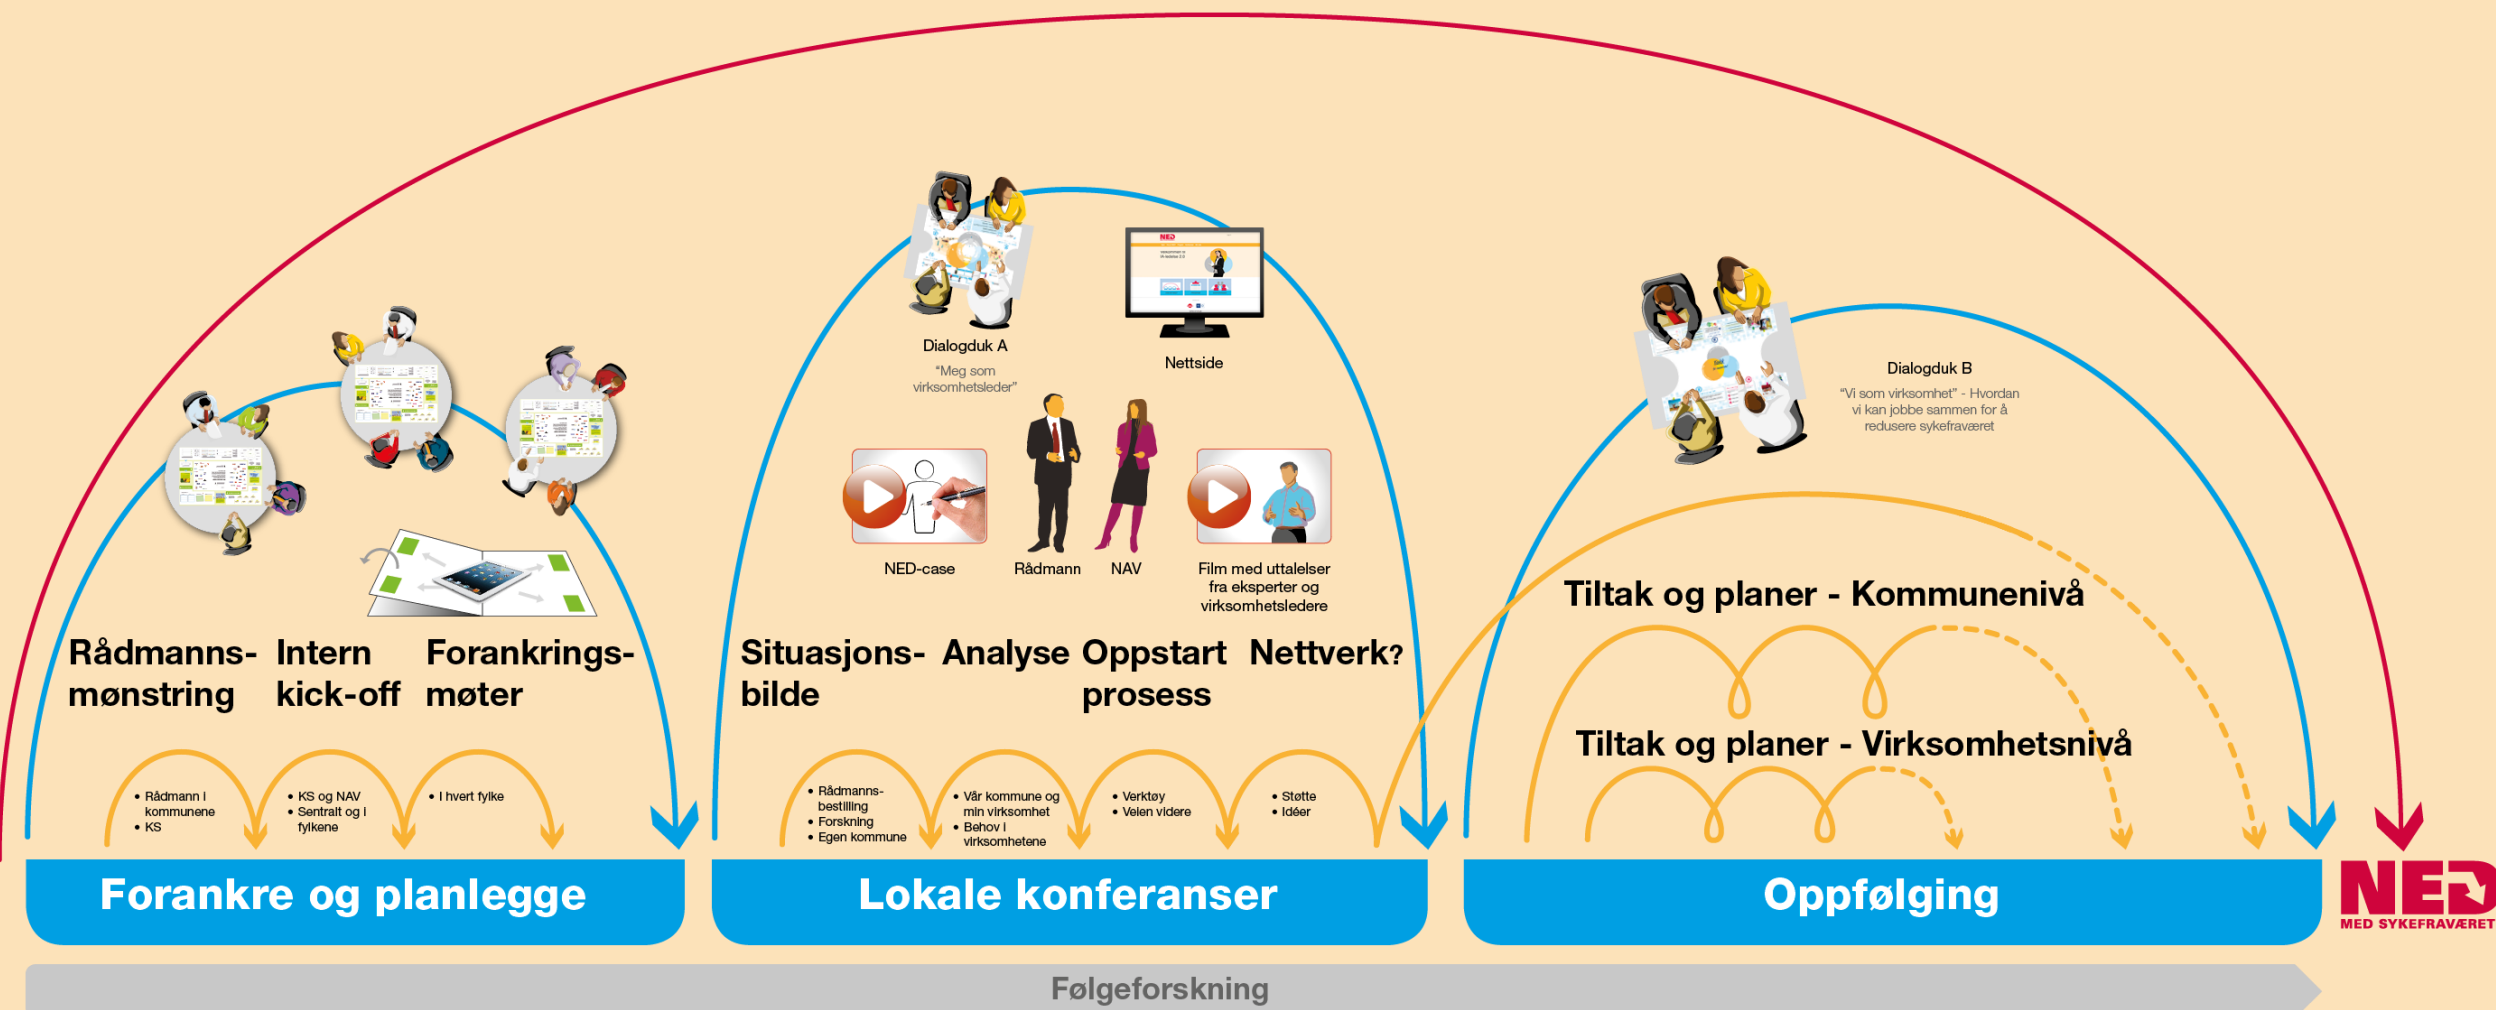 Dialogduk A
“Meg som
virksomhetsleder”
Nettside
NED-case
Rådmann
NAV
Film med uttalelser
fra eksperter og
virksomhetsledere
Dialogduk B
“Vi som virksomhet” - Hvordan
vi kan jobbe sammen for å
redusere sykefraværet
Rådmanns-
mønstring
Intern
kick-off
Forankrings-
møter
• Rådmann i
kommunene
• KS
• KS og NAV
• Sentralt og i
fylkene
• I hvert fylke
Forankre og planlegge
Situasjons-
bilde
Analyse
Oppstart
prosess
Nettverk?
• Rådmanns-
bestilling
• Forskning
• Egen kommune
• Vår kommune og
min virksomhet
• Behov i
virksomhetene
• Verktøy
• Veien videre
• Støtte
• Idéer
Lokale konferanser
Tiltak og planer - Kommunenivå
Tiltak og planer - Virksomhetsnivå
Oppfølging
NED
MED SYKEFRAVÆRET
Følgeforskning
NED